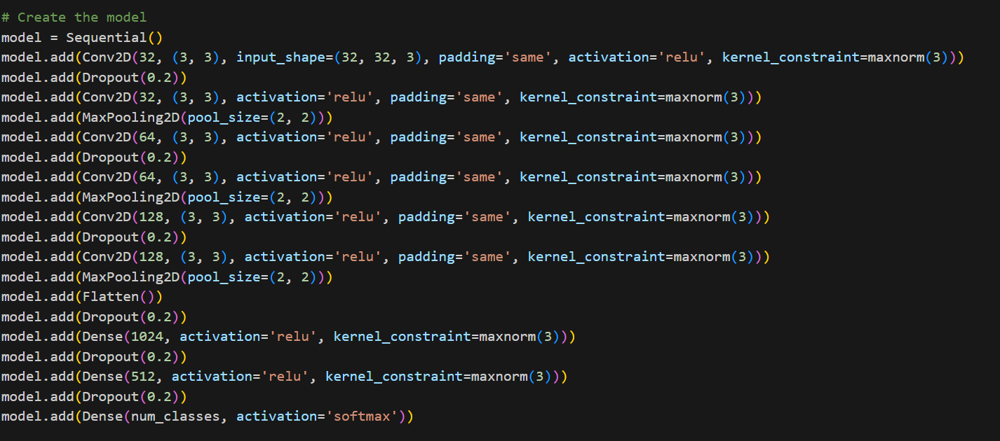 # Create the model
model = Sequential()
model.add(Conv2D(32, (3, 3), input_shape=(32, 32, 3), padding='same', activation='relu', kernel_constraint=maxnorm(3)))
model.add(Dropout(0.2))
model.add(Conv2D(32, (3, 3), activation='relu', padding='same', kernel_constraint=maxnorm(3)))
model.add(MaxPooling2D(pool_size=(2, 2)))
model.add(Conv2D(64, (3, 3), activation='relu', padding='same', kernel_constraint=maxnorm(3)))
model.add(Dropout(0.2))
model.add(Conv2D(64, (3, 3), activation='relu', padding='same', kernel_constraint=maxnorm(3)))
model.add(MaxPooling2D(pool_size=(2, 2)))
model.add(Conv2D(128, (3, 3), activation='relu', padding='same', kernel_constraint=maxnorm(3)))
model.add(Dropout(0.2))
model.add(Conv2D(128, (3, 3), activation='relu', padding='same', kernel_constraint=maxnorm(3)))
model.add(MaxPooling2D(pool_size=(2, 2)))
model.add(Flatten())
model.add(Dropout(0.2))
model.add(Dense(1024, activation='relu', kernel_constraint=maxnorm(3)))
model.add(Dropout(0.2))
model.add(Dense(512, activation='relu', kernel_constraint=maxnorm(3)))
model.add(Dropout(0.2))
model.add(Dense(num_classes, activation='softmax'))